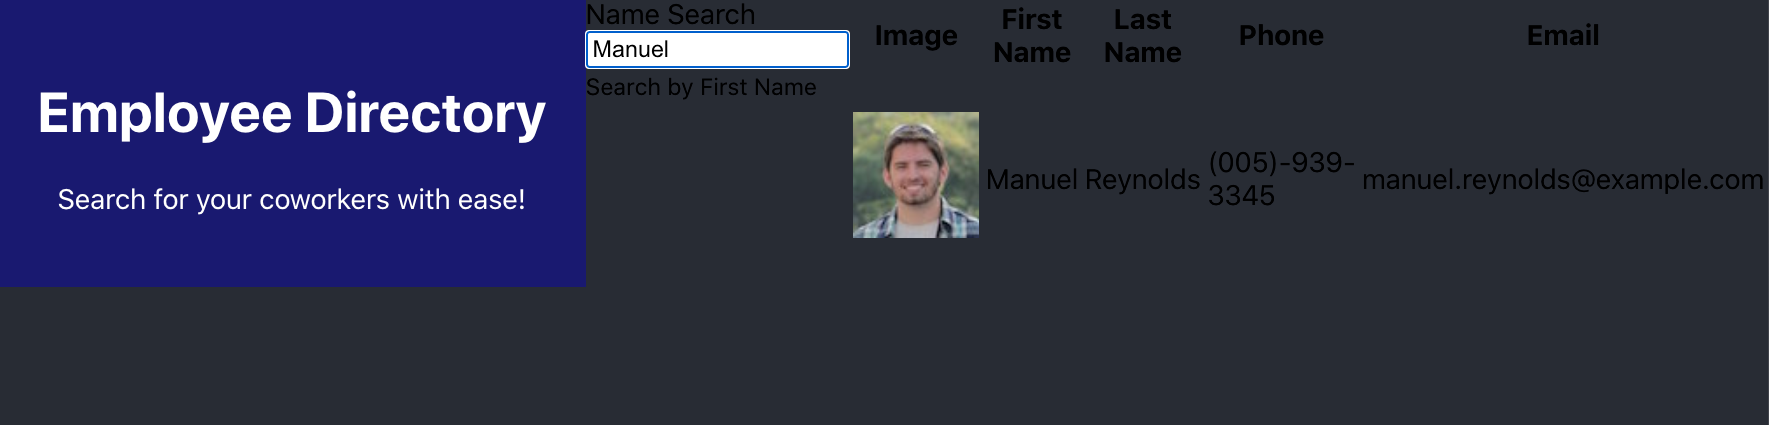 Employee Directory
Search for your coworkers with ease!
Name Search
Manuel
Search by First Name
Image First Name Last Name Phone Email
Manuel Reynolds (005)-939-3345 manuel.reynolds@example.com